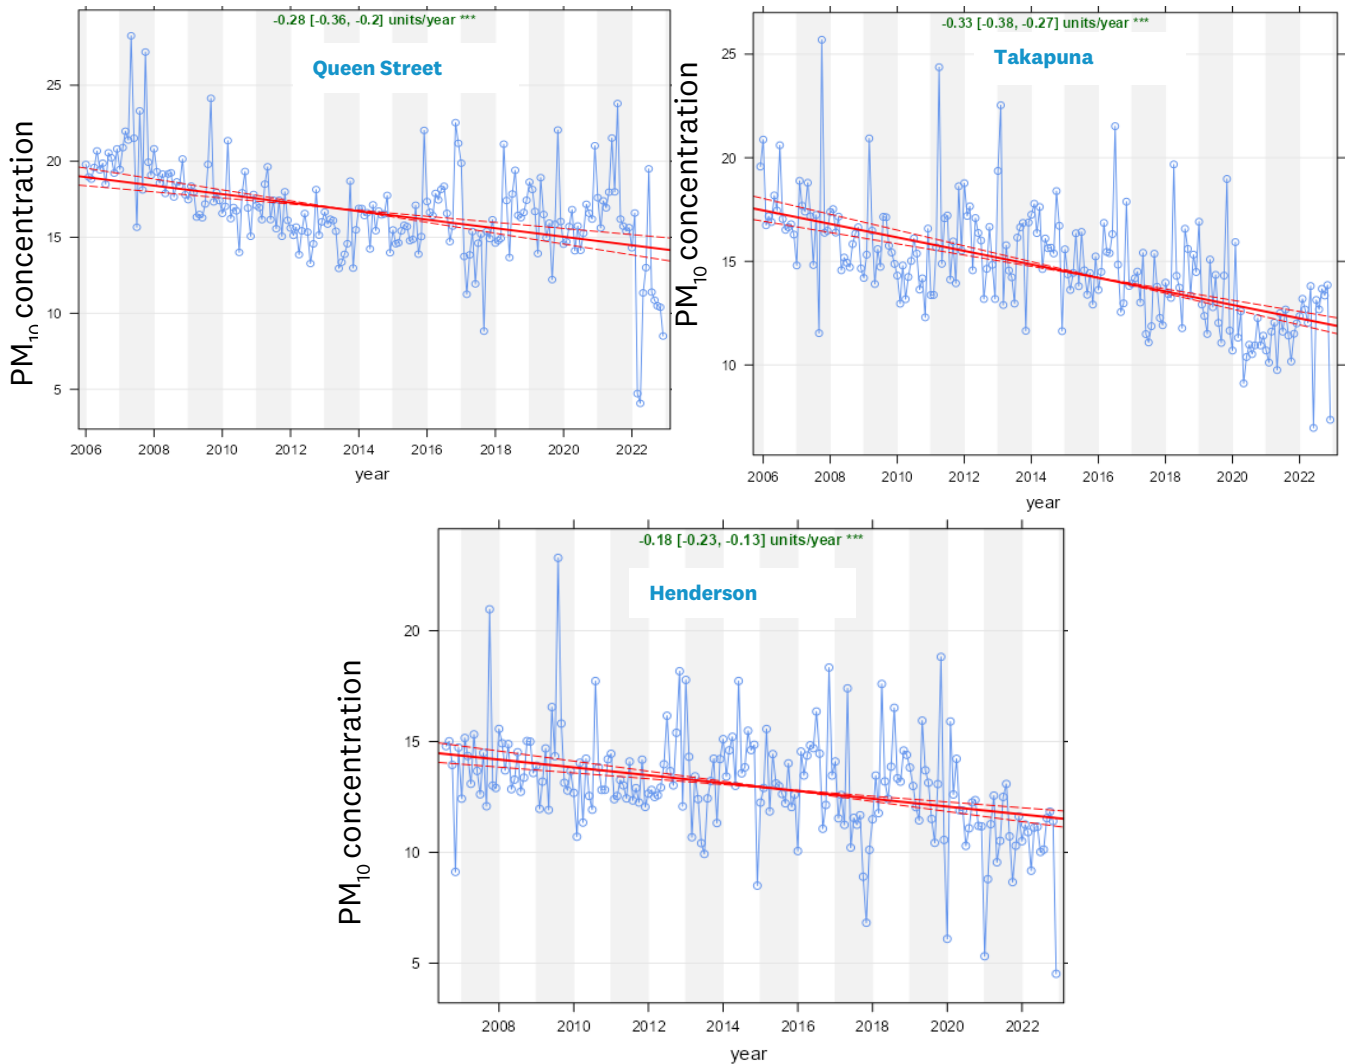 -0.28 [-0.36, -0.2] units/year ***
Queen Street
PM10 concentration
25
20
15
10
5
2006 2008 2010 2012 2014 2016 2018 2020 2022
year
-0.33 [-0.38, -0.27] units/year ***
Takapuna
PM10 concentration
25
20
15
10
2006 2008 2010 2012 2014 2016 2018 2020 2022
year
-0.18 [-0.23, -0.13] units/year ***
Henderson
PM10 concentration
20
15
10
5
2008 2010 2012 2014 2016 2018 2020 2022
year